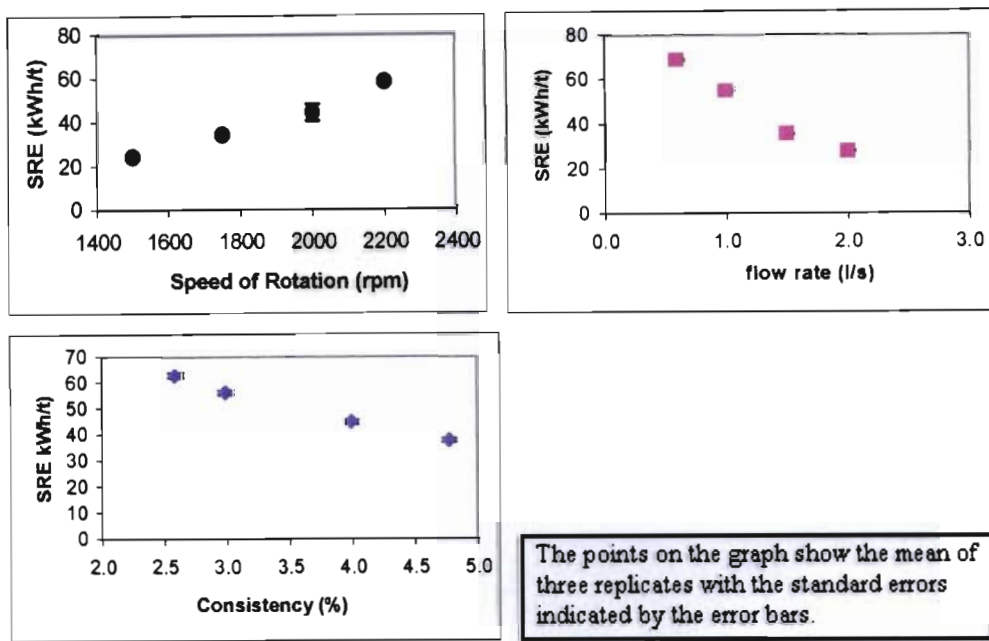 80
60
40
20
0
SRE (kWh/t)
1400 1600 1800 2000 2200 2400
Speed of Rotation (rpm)
80
60
40
20
0
SRE (kWh/t)
0.0 1.0 2.0 3.0
flow rate (l/s)
70
60
50
40
30
20
10
0
SRE kWh/t)
2.0 2.5 3.0 3.5 4.0 4.5 5.0
Consistency (%)
The points on the graph show the mean of
three replicates with the standard errors
indicated by the error bars.